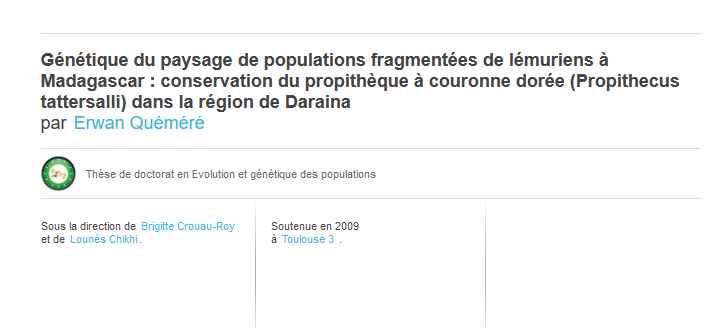 Génétique du paysage de populations fragmentées de lémuriens à
Madagascar : conservation du propithèque à couronne dorée (Propithecus
tattersalli) dans la région de Daraina
par Erwan Quéméré
Thèse de doctorat en Evolution et génétique des populations
Sous la direction de Brigitte Crouau-Roy
et de Lounès Chikhi.
Soutenue en 2009
à Toulouse 3 .